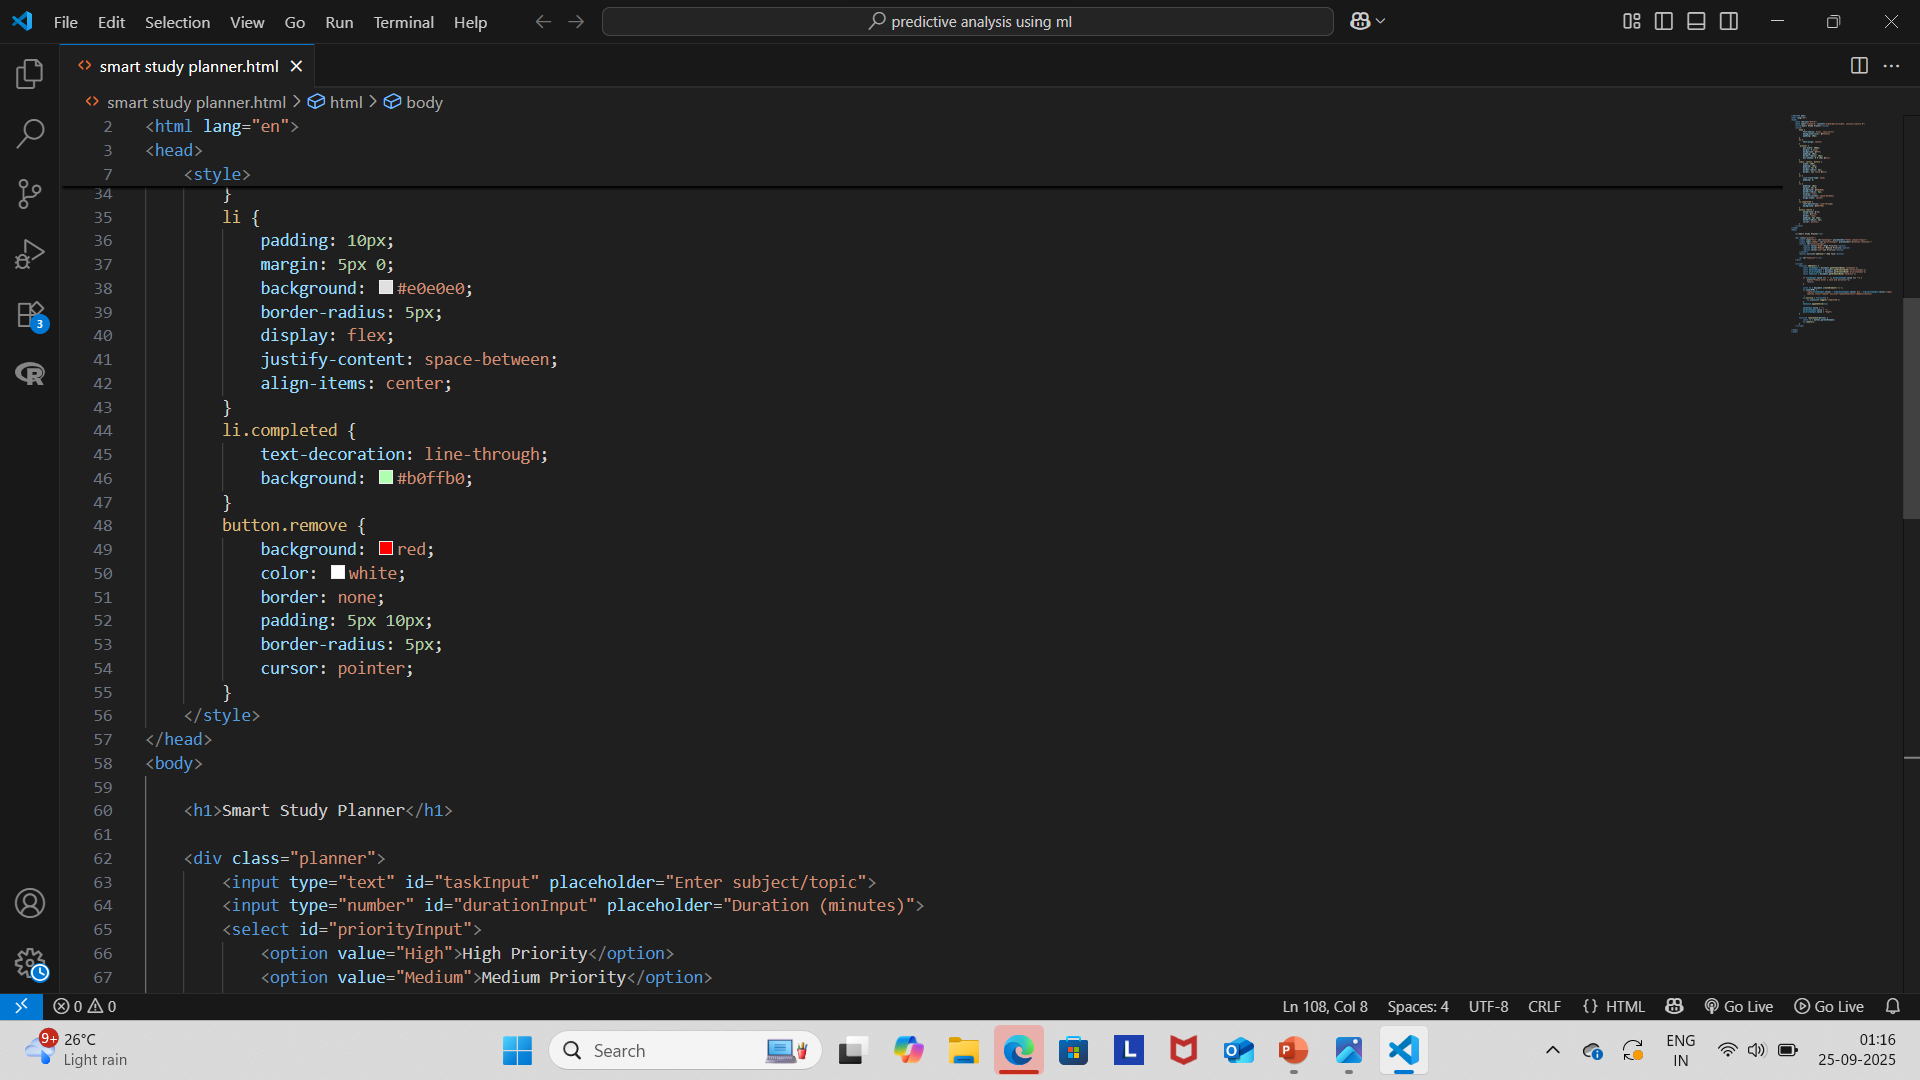 File Edit Selection View Go Run Terminal Help
predictive analysis using ml
smart study planner.html
smart study planner.html > html > body
2 <html lang="en">
3 <head>
7 <style>
34 }
35 li {
36 padding: 10px;
37 margin: 5px 0;
38 background: #e0e0e0;
39 border-radius: 5px;
40 display: flex;
41 justify-content: space-between;
42 align-items: center;
43 }
44 li.completed {
45 text-decoration: line-through;
46 background: #b0ffb0;
47 }
48 button.remove {
49 background: red;
50 color: white;
51 border: none;
52 padding: 5px 10px;
53 border-radius: 5px;
54 cursor: pointer;
55 }
56 </style>
57 </head>
58 <body>
59
60 <h1>Smart Study Planner</h1>
61
62 <div class="planner">
63 <input type="text" id="taskInput" placeholder="Enter subject/topic">
64 <input type="number" id="durationInput" placeholder="Duration (minutes)">
65 <select id="priorityInput">
66 <option value="High">High Priority</option>
67 <option value="Medium">Medium Priority</option>
3
0 0 Ln 108, Col 8 Spaces: 4 UTF-8 CRLF {} HTML Go Live Go Live
9+ 26°C
Light rain
Search
L
P
ENG
IN
01:16
25-09-2025